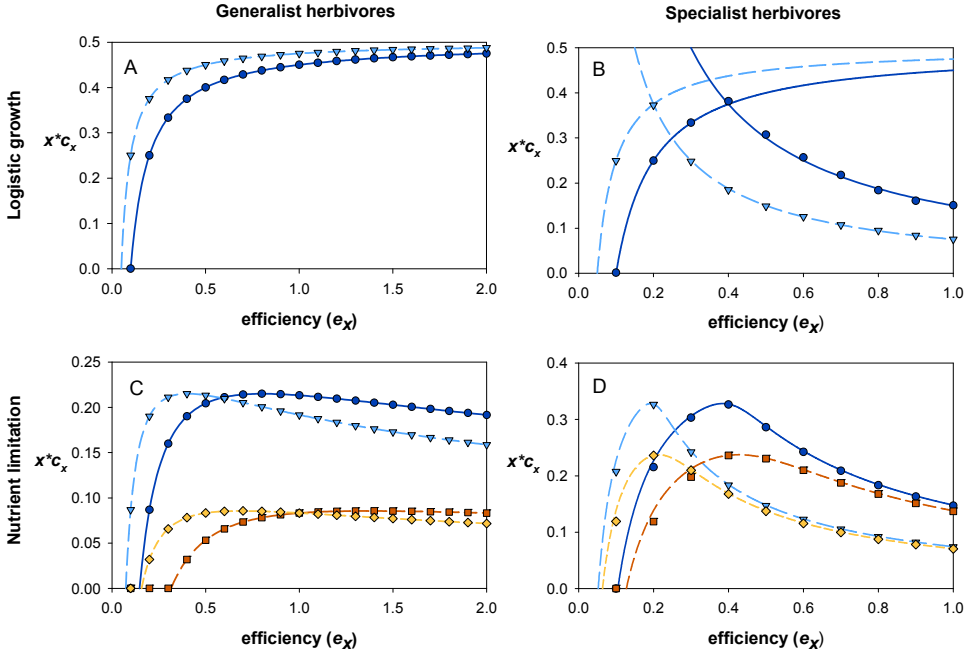 Generalist herbivores
Specialist herbivores
Logistic growth
x*cx
0.5
0.4
0.3
0.2
0.1
0.0
A
0.0 0.5 1.0 1.5 2.0
efficiency (ex)
x*cx
0.5
0.4
0.3
0.2
0.1
0.0
B
0.0 0.2 0.4 0.6 0.8 1.0
efficiency (ex)
Nutrient limitation
x*cx
0.25
0.20
0.15
0.10
0.05
0.00
C
0.0 0.5 1.0 1.5 2.0
efficiency (ex)
x*cx
0.4
0.3
0.2
0.1
0.0
D
0.0 0.2 0.4 0.6 0.8 1.0
efficiency (ex)